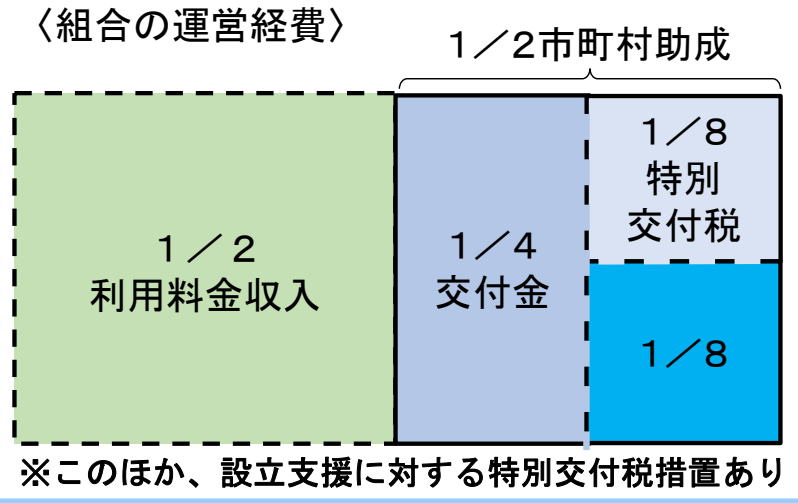 〈組合の運営経費〉
1／2市町村助成
1／2
利用料金収入
1／4
交付金
1／8
特別
交付税
1／8
※このほか、設立支援に対する特別交付税措置あり